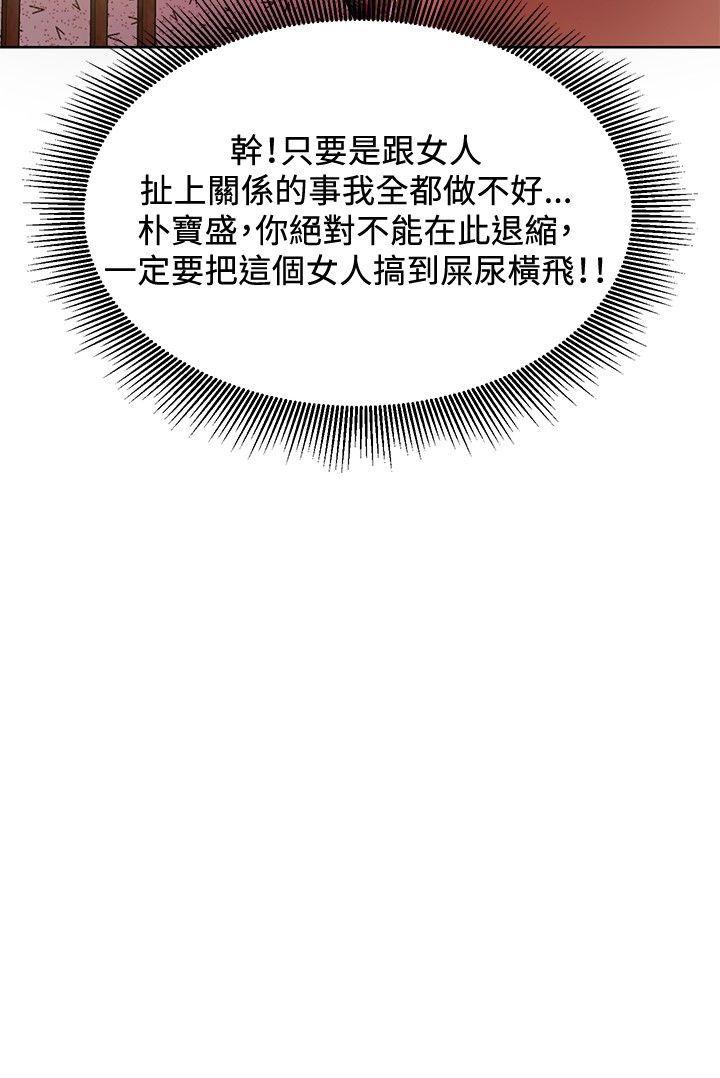 幹!只要是跟女人
扯上關係的事我全都做不好...
朴寶盛,你絕對不能在此退縮,
一定要把這個女人搞到屎尿橫飛!!